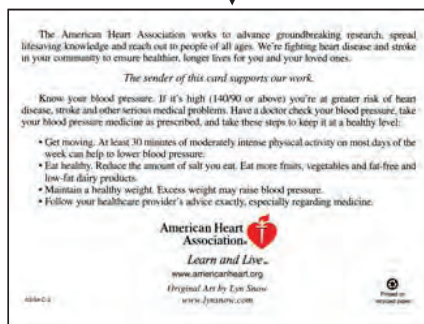 The American Heart Association works to advance groundbreaking research, spread
lifesaving knowledge and reach out to people of all ages. We're fighting heart disease and stroke
in your community to ensure healthier, longer lives for you and your loved ones.
The sender of this card supports our work.
Know your blood pressure. If it's high (140/90 or above) you're at greater risk of heart
disease, stroke and other serious medical problems. Have a doctor check your blood pressure, take
your blood pressure medicine as prescribed, and take these steps to keep it at a healthy level:
• Get moving. At least 30 minutes of moderately intense physical activity on most days of the
week can help to lower blood pressure.
• Eat healthy. Reduce the amount of salt you eat. Eat more fruits, vegetables and fat-free and
low-fat dairy products.
• Maintain a healthy weight. Excess weight may raise blood pressure.
• Follow your healthcare provider's advice exactly, especially regarding medicine.
American Heart
Association®
Learn and Live℠
www.americanheart.org
Original Art by Lyn Snow
www.lynsnow.com
Printed on
recycled paper